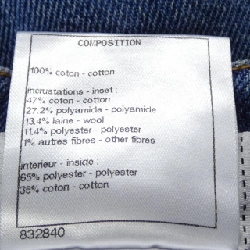 COMPOSITION
100% coton - cotton
incrustations - inset :
47% coton - cotton
27,2% polyamide - polyamide
13,4% laine - wool
11,4% polyester - polyester
1% autres fibres - other fibres
interieur - inside :
65% polyester - polyester
35% coton - cotton
832840